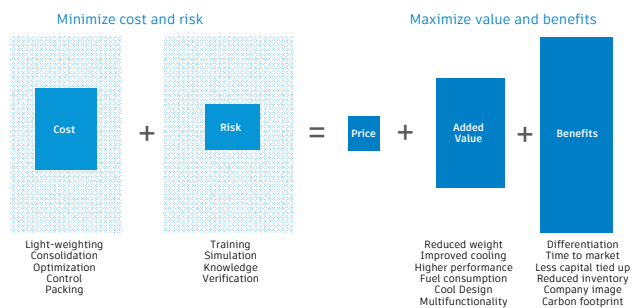 Minimize cost and risk
Maximize value and benefits
Cost
+
Risk
=
Price
+
Added
Value
+
Benefits
Light-weighting
Consolidation
Optimization
Control
Packing
Training
Simulation
Knowledge
Verification
Reduced weight
Improved cooling
Higher performance
Fuel consumption
Cool Design
Multifunctionality
Differentiation
Time to market
Less capital tied up
Reduced inventory
Company image
Carbon footprint